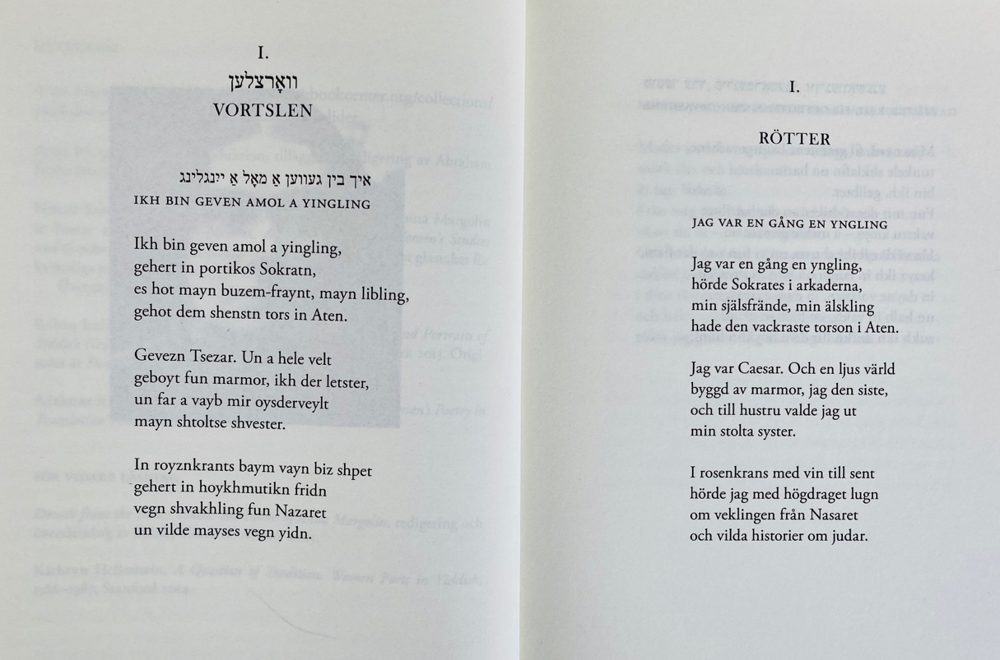 I.
וואָרצלען
VORTSLEN
איך בין געווען אַ מאָל אַ ייִנגלינג
IKH BIN GEVEN AMOL A YINGLING
Ikh bin geven amol a yingling,
gehert in portikos Sokratn,
es hot mayn buzem-fraynt, mayn libling,
gehot dem shenstn tors in Aten.
Gevezn Tsezar. Un a hele velt
geboyt fun marmor, ikh der letster,
un far a vayb mir oysderveylt
mayn shtoltse shvester.
In royznkrants baym vayn biz shpet
gehert in hoykhmutikn fridn
vegn shvakhling fun Nazaret
un vilde mayses vegn yidn.
I.
RÖTTER
JAG VAR EN GÅNG EN YNGLING
Jag var en gång en yngling,
hörde Sokrates i arkaderna,
min själsfrände, min älskling
hade den vackraste torson i Aten.
Jag var Caesar. Och en ljus värld
byggd av marmor, jag den siste,
och till hustru valde jag ut
min stolta syster.
I rosenkrans med vin till sent
hörde jag med högdraget lugn
om veklingen från Nasaret
och vilda historier om judar.